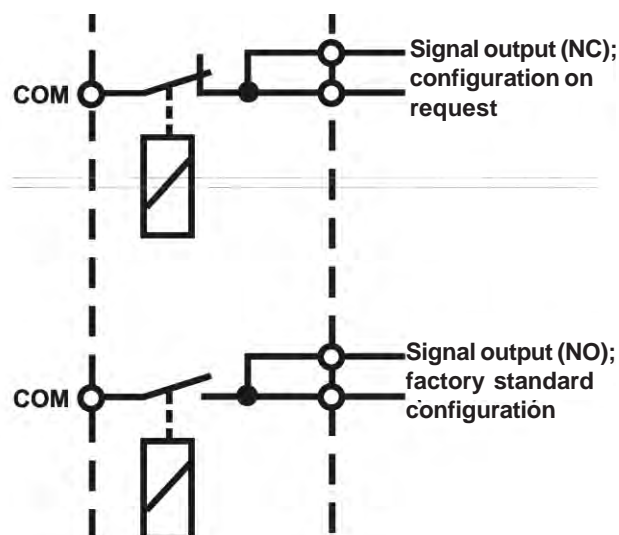 Signal output (NC);
COM
configuration on
request
Signal output (NO);
COM
factory standard
configuration